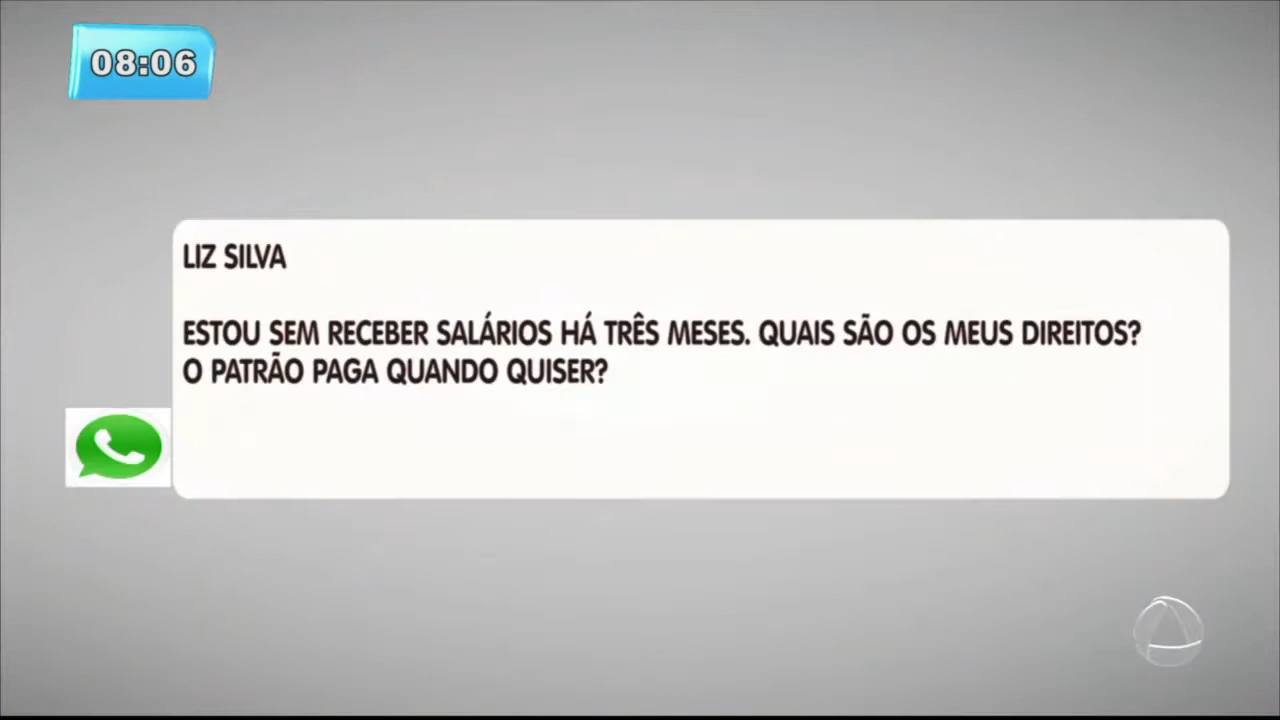 08:06
LIZ SILVA
ESTOU SEM RECEBER SALÁRIOS HÁ TRÊS MESES. QUAIS SÃO OS MEUS DIREITOS?
O PATRÃO PAGA QUANDO QUISER?